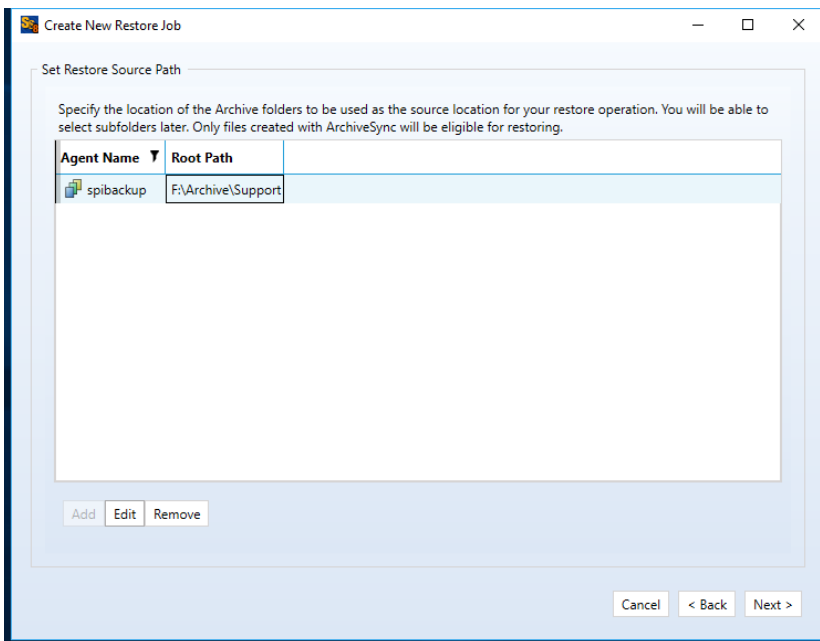 Create New Restore Job
Set Restore Source Path
Specify the location of the Archive folders to be used as the source location for your restore operation. You will be able to
select subfolders later. Only files created with ArchiveSync will be eligible for restoring.
Agent Name Root Path
spibackup F:\Archive\Support
Add Edit Remove
Cancel < Back Next >